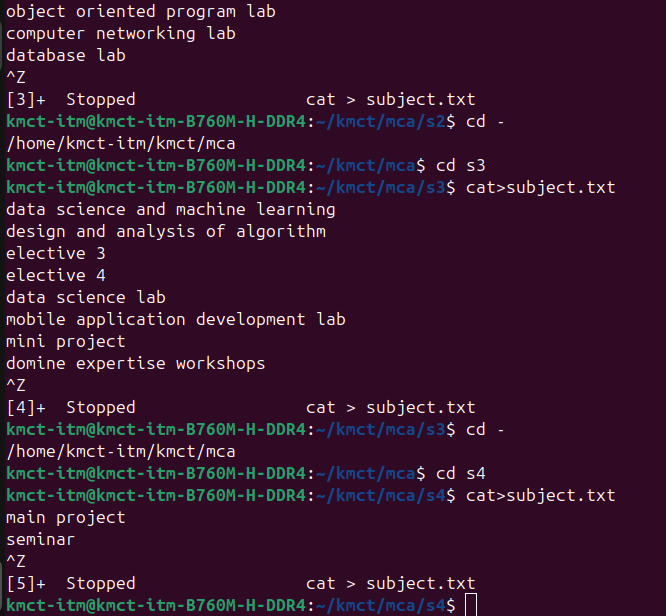 object oriented program lab
computer networking lab
database lab
^Z
[3]+  Stopped                 cat > subject.txt
kmct-itm@kmct-itm-B760M-H-DDR4:~/kmct/mca/s2$ cd -
/home/kmct-itm/kmct/mca
kmct-itm@kmct-itm-B760M-H-DDR4:~/kmct/mca$ cd s3
kmct-itm@kmct-itm-B760M-H-DDR4:~/kmct/mca/s3$ cat>subject.txt
data science and machine learning
design and analysis of algorithm
elective 3
elective 4
data science lab
mobile application development lab
mini project
domine expertise workshops
^Z
[4]+  Stopped                 cat > subject.txt
kmct-itm@kmct-itm-B760M-H-DDR4:~/kmct/mca/s3$ cd -
/home/kmct-itm/kmct/mca
kmct-itm@kmct-itm-B760M-H-DDR4:~/kmct/mca$ cd s4
kmct-itm@kmct-itm-B760M-H-DDR4:~/kmct/mca/s4$ cat>subject.txt
main project
seminar
^Z
[5]+  Stopped                 cat > subject.txt
kmct-itm@kmct-itm-B760M-H-DDR4:~/kmct/mca/s4$